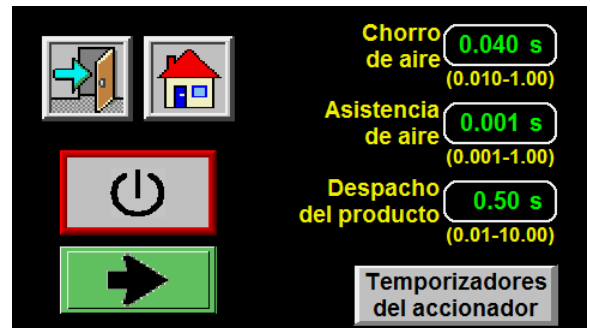 Chorro
de aire
0.040 s
(0.010-1.00)
Asistencia
de aire
0.001 s
(0.001-1.00)
Despacho
del producto
0.50 s
(0.01-10.00)
Temporizadores
del accionador